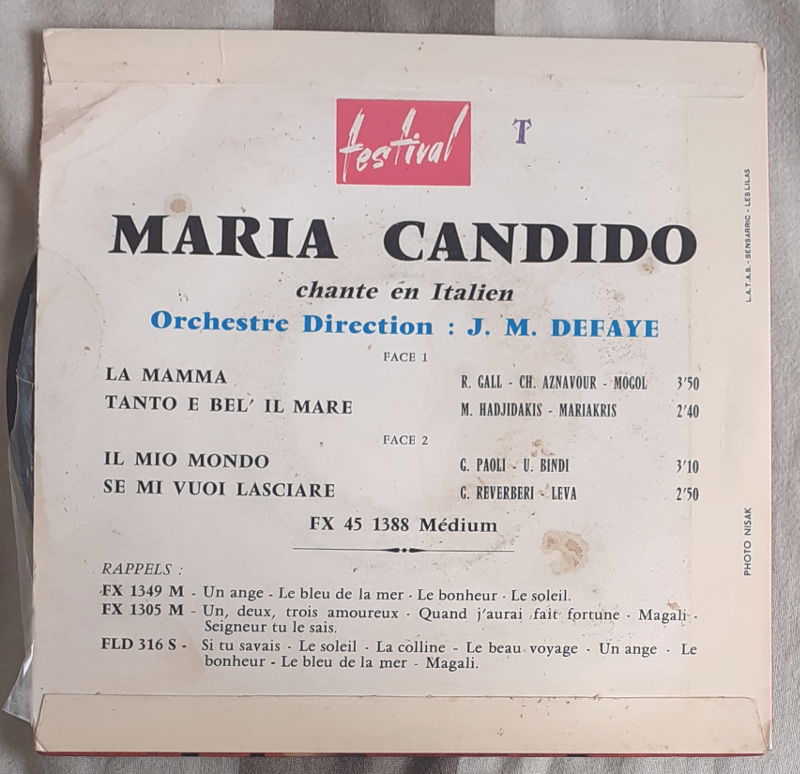 festival
T
MARIA CANDIDO
chante en Italien
Orchestre Direction : J. M. DEFAYE
FACE 1
LA MAMMA R. GALL - CH. AZNAVOUR - MOGOL 3'50
TANTO E BEL' IL MARE M. HADJIDAKIS - MARIAKRIS 2'40
FACE 2
IL MIO MONDO G. PAOLI - U. BINDI 3'10
SE MI VUOI LASCIARE G. REVERBERI - LEVA 2'50
FX 45 1388 Médium
RAPPELS :
FX 1349 M - Un ange - Le bleu de la mer - Le bonheur - Le soleil.
FX 1305 M - Un, deux, trois amoureux - Quand j'aurai fait fortune - Magali -
Seigneur tu le sais.
FLD 316 S - Si tu savais - Le soleil - La colline - Le beau voyage - Un ange - Le
bonheur - Le bleu de la mer - Magali.
L.A.T.A.S. - SENSARRIC - LES LILAS
PHOTO NISAK